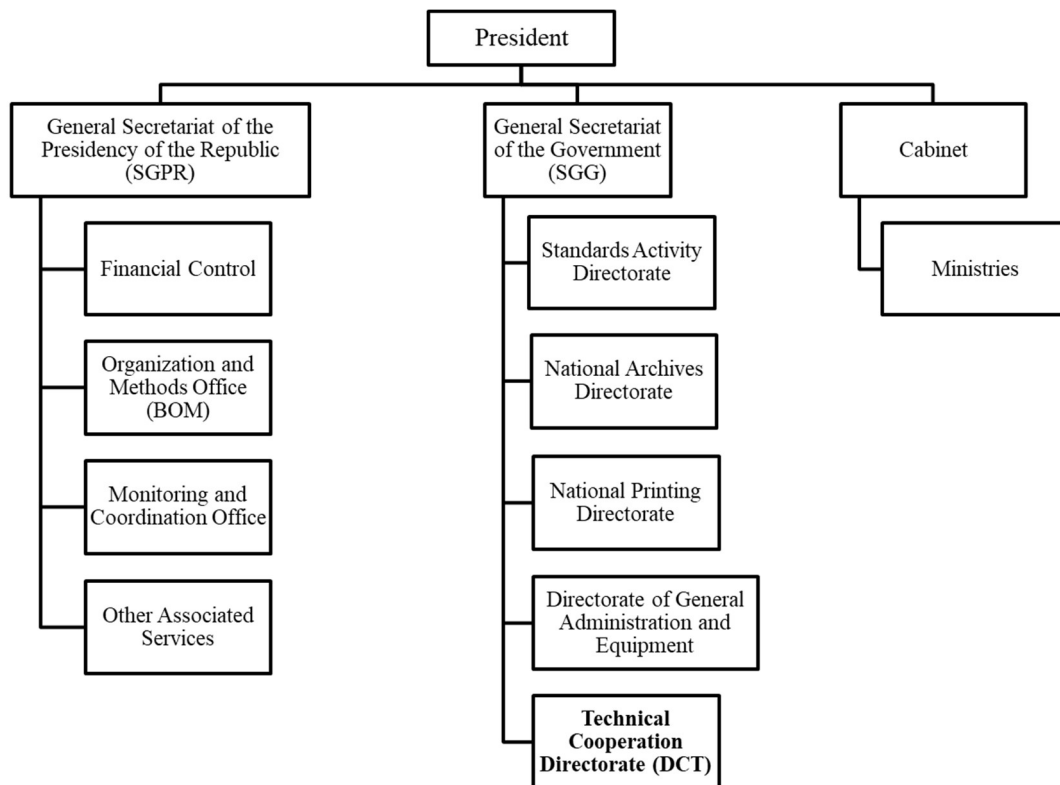 President
General Secretariat of the
Presidency of the Republic
(SGPR)
General Secretariat
of the Government
(SGG)
Cabinet
Financial Control
Organization and
Methods Office
(BOM)
Monitoring and
Coordination Office
Other Associated
Services
Standards Activity
Directorate
National Archives
Directorate
National Printing
Directorate
Directorate of General
Administration and
Equipment
Technical
Cooperation
Directorate (DCT)
Ministries